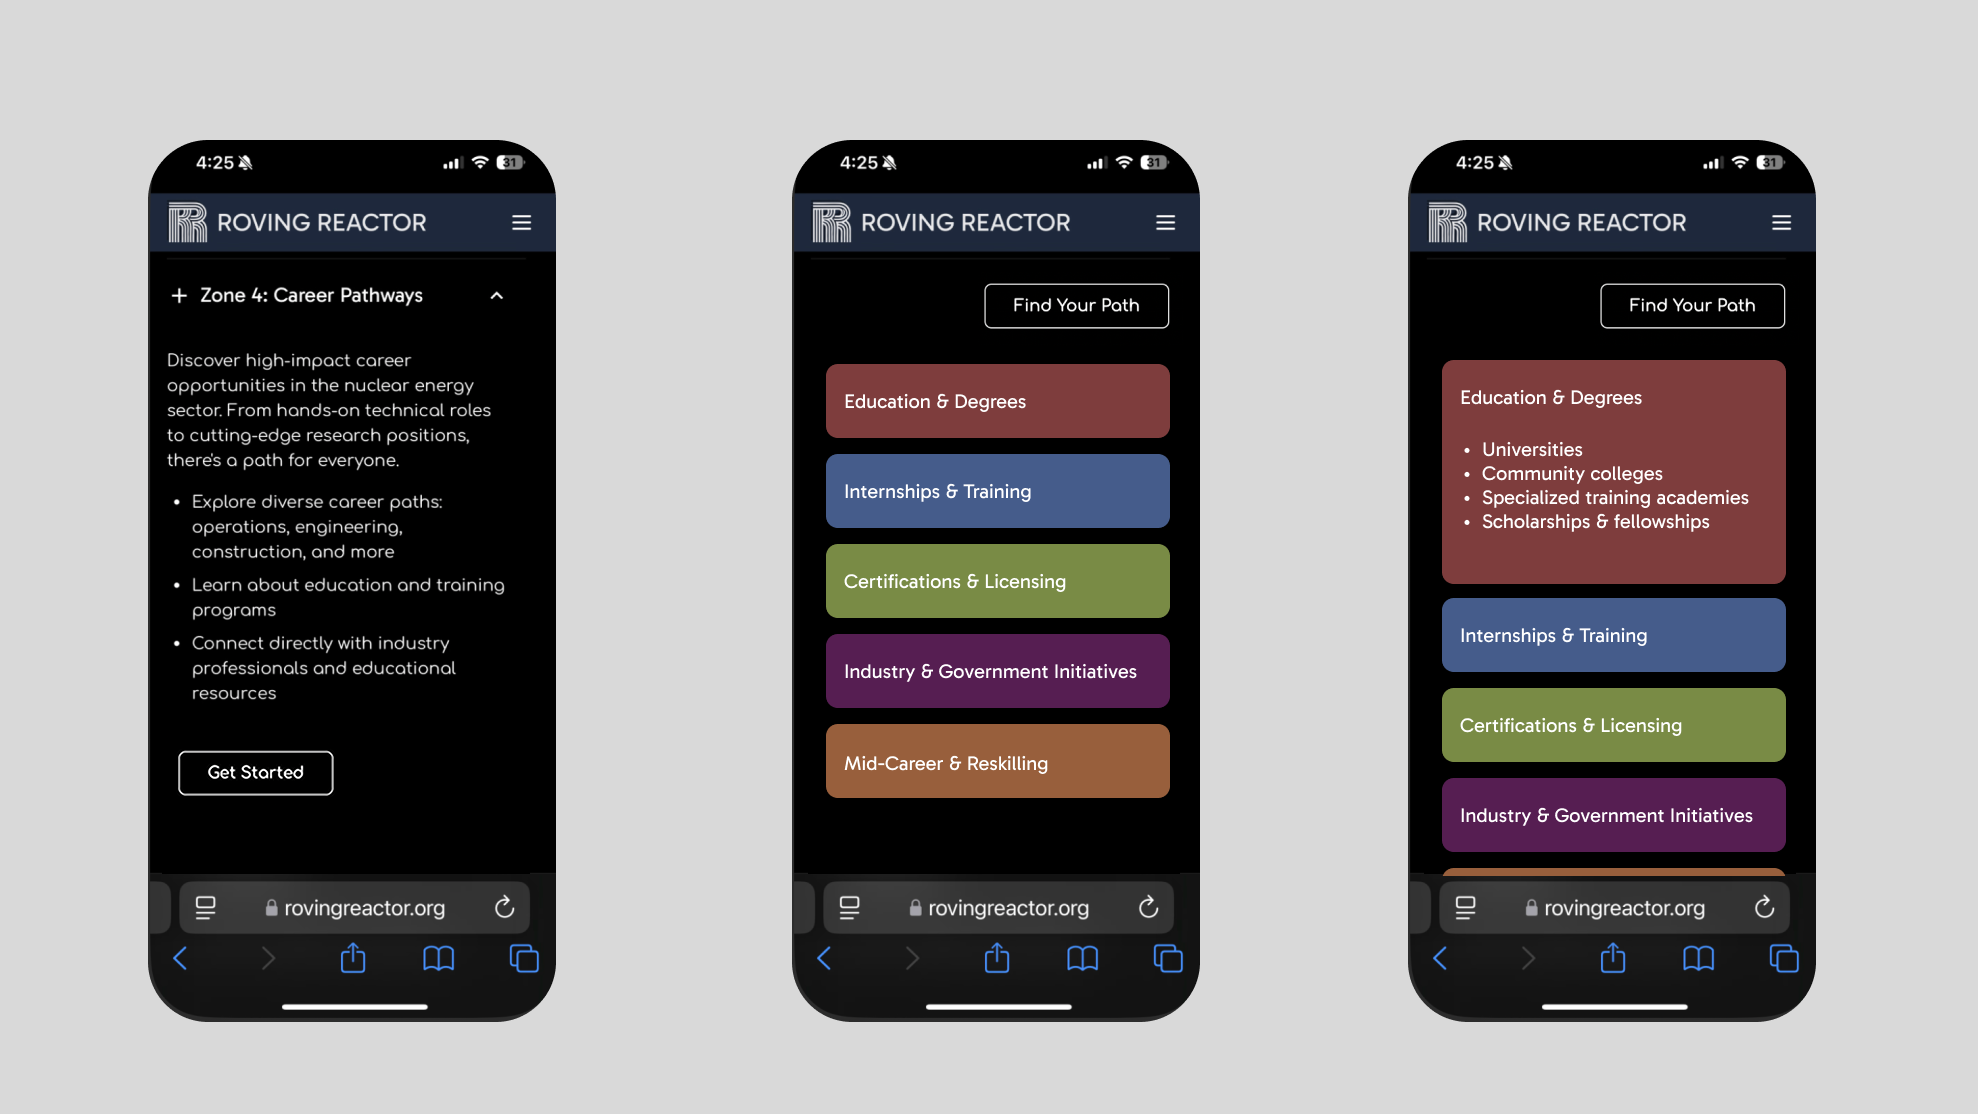 4:25
31
ROVING REACTOR
+ Zone 4: Career Pathways
Discover high-impact career
opportunities in the nuclear energy
sector. From hands-on technical roles
to cutting-edge research positions,
there's a path for everyone.
• Explore diverse career paths:
operations, engineering,
construction, and more
• Learn about education and training
programs
• Connect directly with industry
professionals and educational
resources
Get Started
rovingreactor.org
4:25
31
ROVING REACTOR
Find Your Path
Education & Degrees
Internships & Training
Certifications & Licensing
Industry & Government Initiatives
Mid-Career & Reskilling
rovingreactor.org
4:25
31
ROVING REACTOR
Find Your Path
Education & Degrees
• Universities
• Community colleges
• Specialized training academies
• Scholarships & fellowships
Internships & Training
Certifications & Licensing
Industry & Government Initiatives
rovingreactor.org